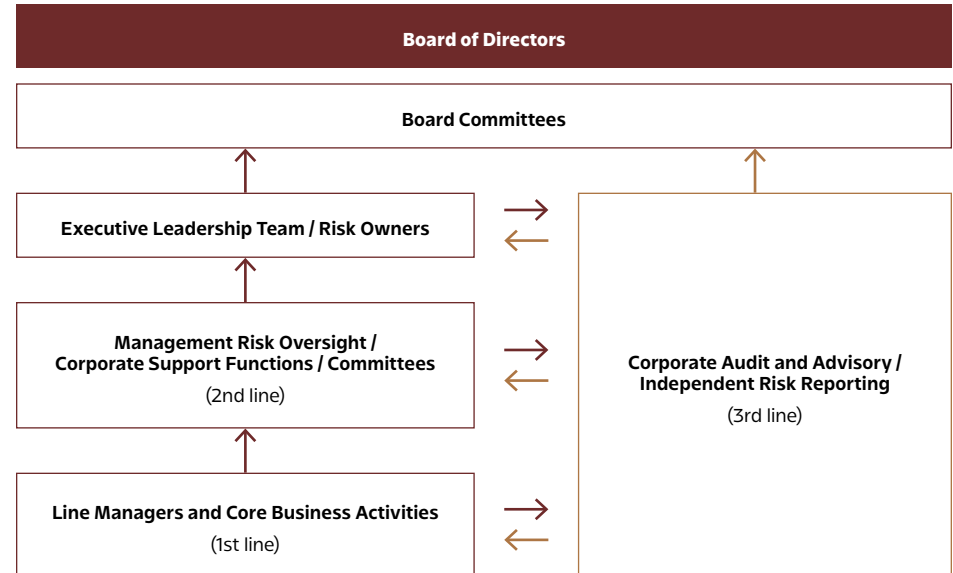 Board of Directors
Board Committees
Executive Leadership Team / Risk Owners
Management Risk Oversight /
Corporate Support Functions / Committees
(2nd line)
Line Managers and Core Business Activities
(1st line)
Corporate Audit and Advisory /
Independent Risk Reporting
(3rd line)